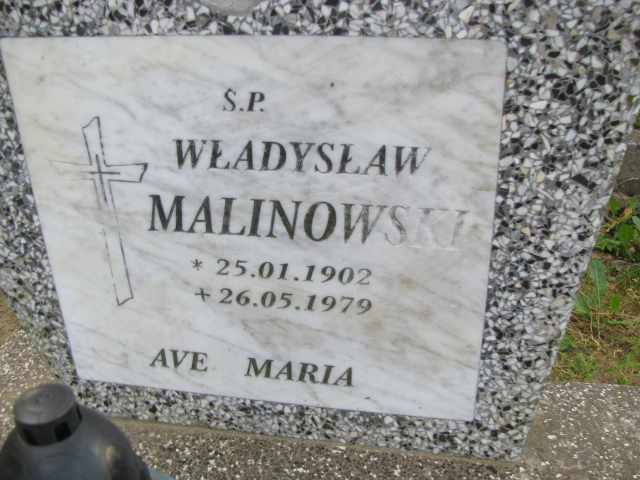 Ś.P.
WŁADYSŁAW
MALINOWSKI
* 25.01.1902
+ 26.05.1979
AVE MARIA